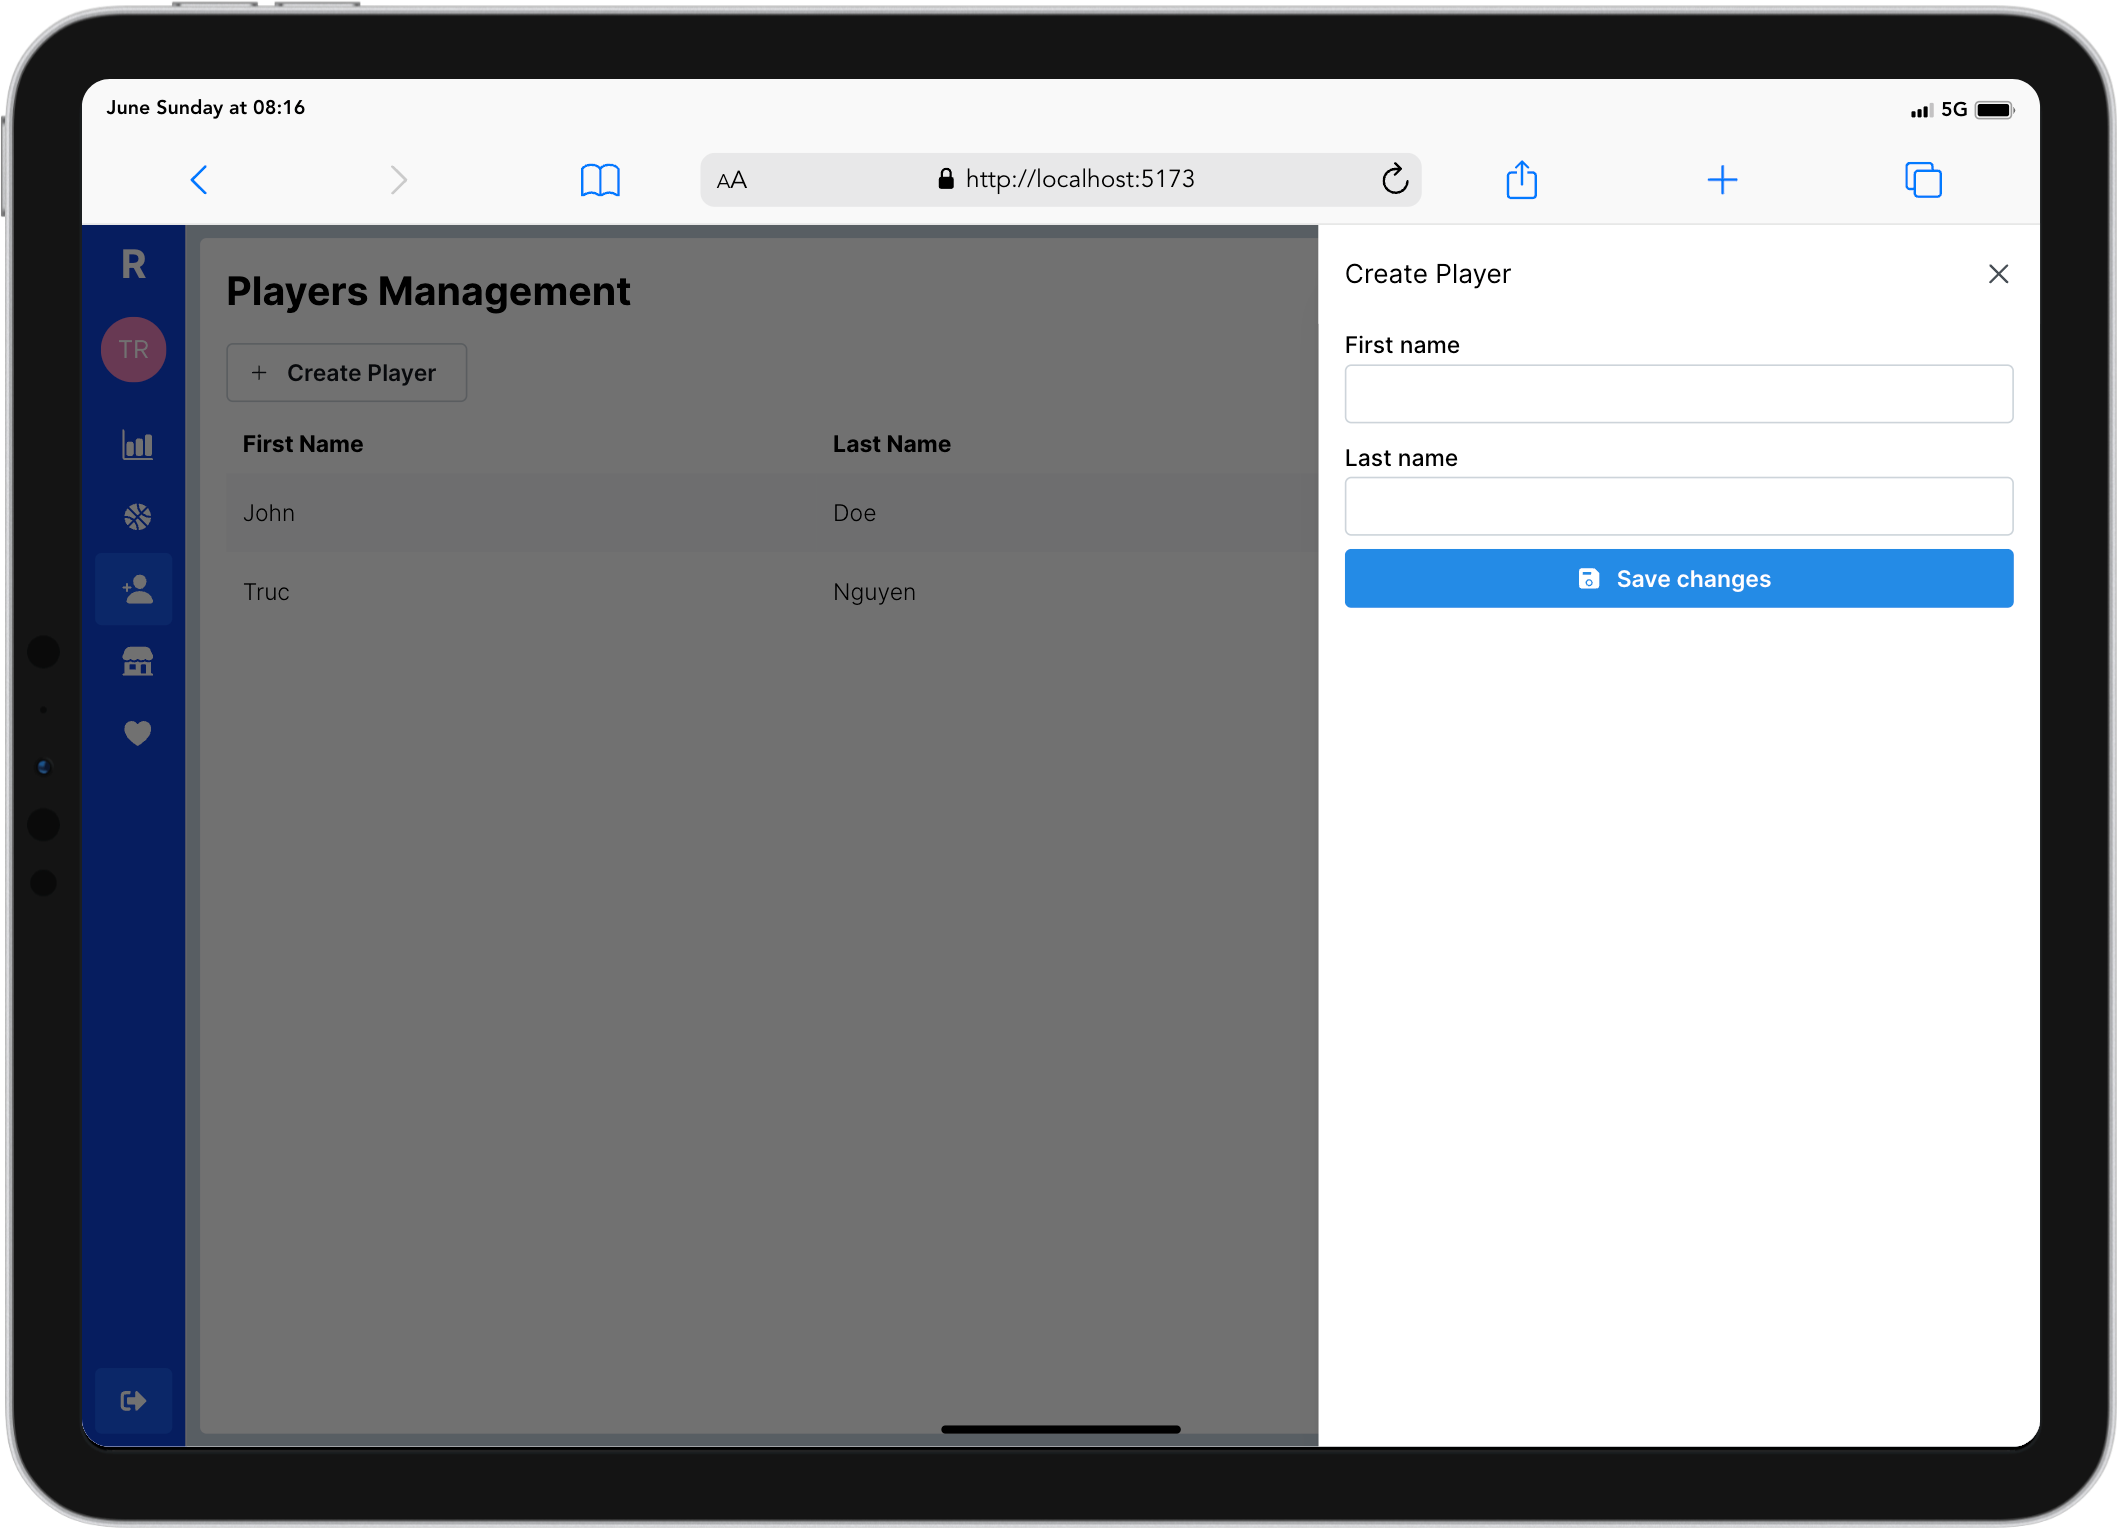 June Sunday at 08:16
5G
AA
http://localhost:5173
R
TR
Players Management
+ Create Player
First Name Last Name
John Doe
Truc Nguyen
Create Player
First name
Last name
Save changes